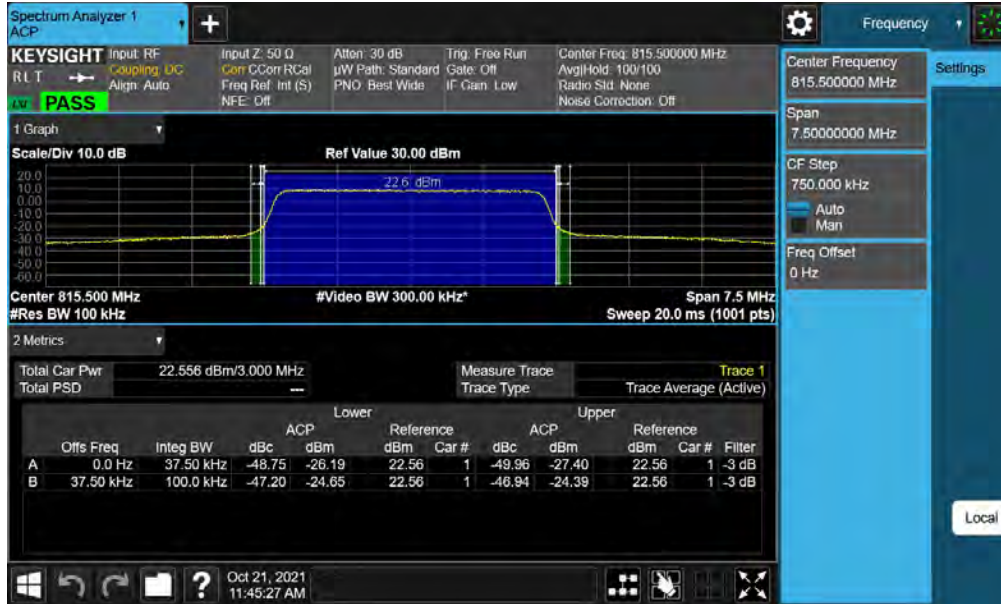 Spectrum Analyzer 1
ACP
+
Frequency
KEYSIGHT Input: RF Input Z: 50 Ω Atten: 30 dB Trig: Free Run Center Freq: 815.500000 MHz
RLT Coupling: DC Corr CCorr RCal µW Path: Standard Gate: Off Avg|Hold: 100/100
Align: Auto Freq Ref: Int (S) PNO: Best Wide IF Gain: Low Radio Std: None
PASS NFE: Off Noise Correction: Off
Center Frequency
815.500000 MHz
Settings
Span
7.50000000 MHz
CF Step
750.000 kHz
Auto
Man
Freq Offset
0 Hz
Local
1 Graph
Scale/Div 10.0 dB Ref Value 30.00 dBm
22.6 dBm
20.0
10.0
0.00
-10.0
-20.0
-30.0
-40.0
-50.0
-60.0
Center 815.500 MHz #Video BW 300.00 kHz* Span 7.5 MHz
#Res BW 100 kHz Sweep 20.0 ms (1001 pts)
2 Metrics
Total Car Pwr 22.556 dBm/3.000 MHz Measure Trace Trace 1
Total PSD --- Trace Type Trace Average (Active)
Lower Upper
ACP Reference ACP Reference
Offs Freq Integ BW dBc dBm dBm Car # dBc dBm dBm Car # Filter
A 0.0 Hz 37.50 kHz -48.75 -26.19 22.56 1 -49.96 -27.40 22.56 1 -3 dB
B 37.50 kHz 100.0 kHz -47.20 -24.65 22.56 1 -46.94 -24.39 22.56 1 -3 dB
?
Oct 21, 2021
11:45:27 AM